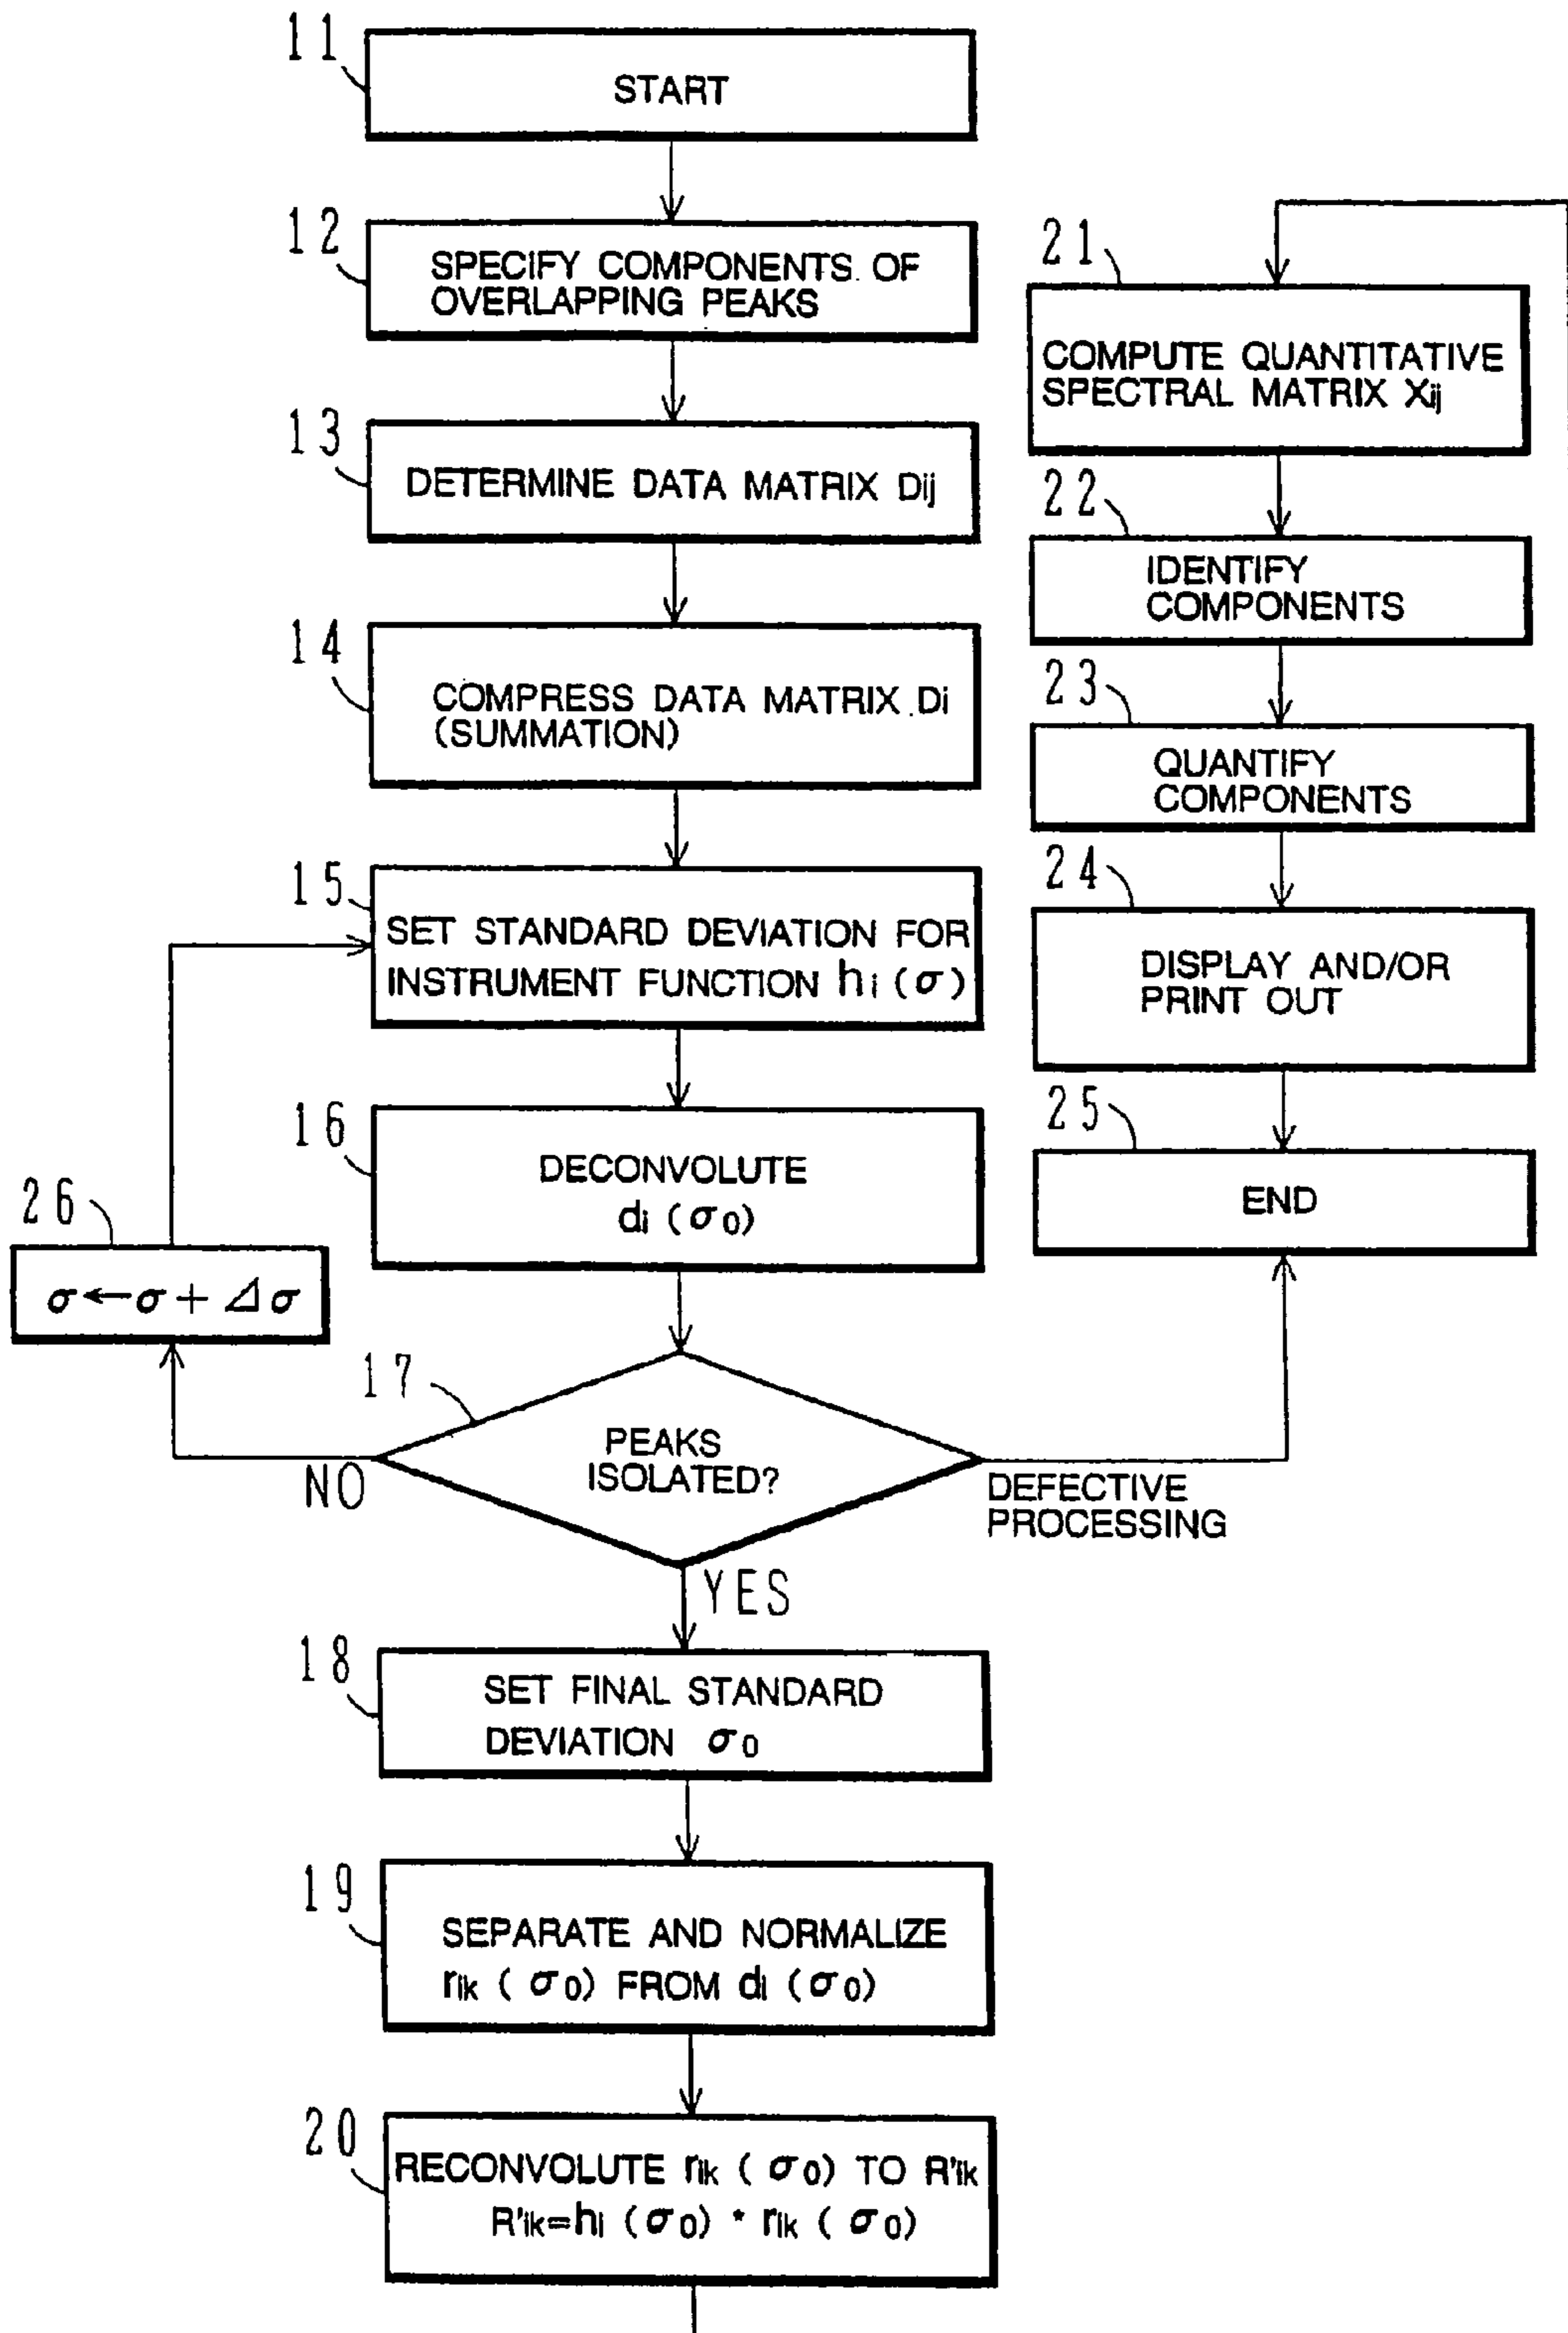 11
START
12
SPECIFY COMPONENTS OF
OVERLAPPING PEAKS
13
DETERMINE DATA MATRIX Dij
14
COMPRESS DATA MATRIX Di
(SUMMATION)
15
SET STANDARD DEVIATION FOR
INSTRUMENT FUNCTION hi (σ)
16
DECONVOLUTE
di (σ0)
26
σ←σ+ Δσ
17
PEAKS
ISOLATED?
NO
DEFECTIVE
PROCESSING
YES
18
SET FINAL STANDARD
DEVIATION σ0
19
SEPARATE AND NORMALIZE
rik (σ0) FROM di (σ0)
20
RECONVOLUTE rik (σ0) TO R'ik
R'ik=hi (σ0) * rik (σ0)
21
COMPUTE QUANTITATIVE
SPECTRAL MATRIX Xij
22
IDENTIFY
COMPONENTS
23
QUANTIFY
COMPONENTS
24
DISPLAY AND/OR
PRINT OUT
25
END